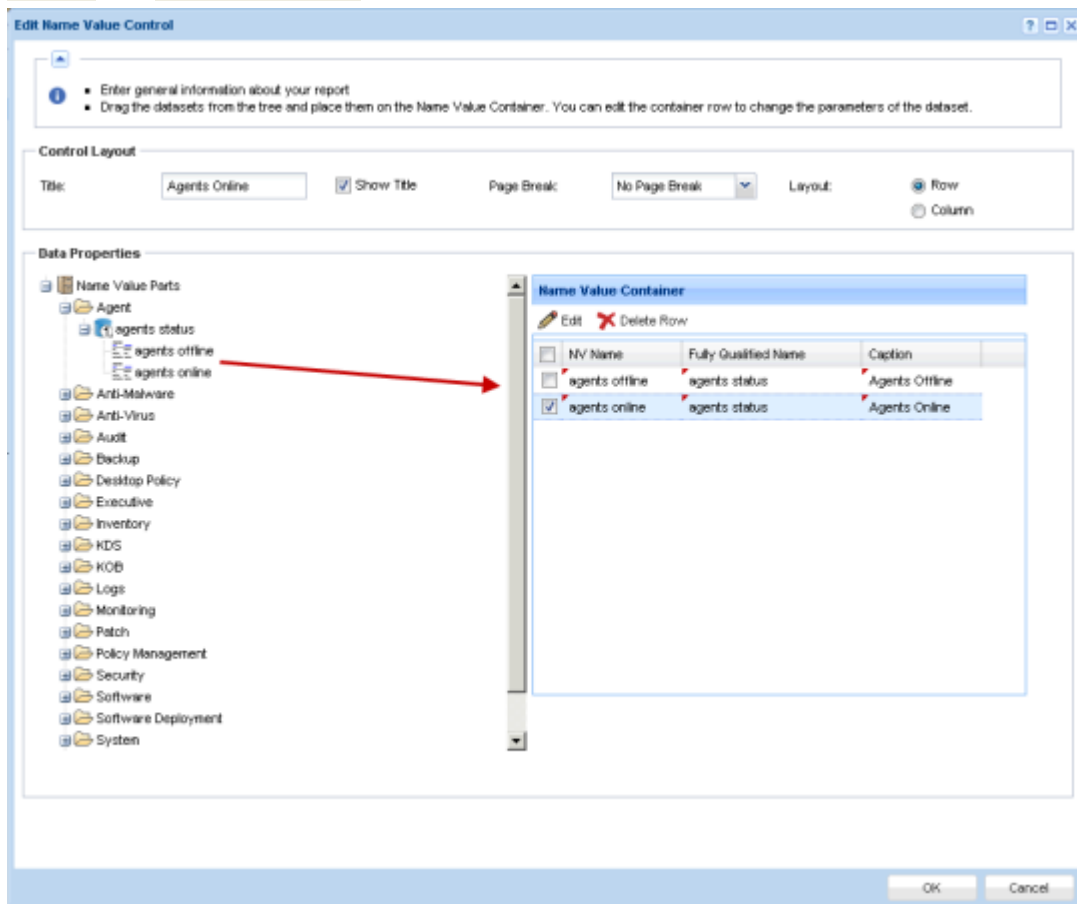 Edit Name Value Control
Enter general information about your report
Drag the datasets from the tree and place them on the Name Value Container. You can edit the container row to change the parameters of the dataset.
Control Layout
Title: Agents Online Show Title Page Break: No Page Break Layout: Row
Column
Data Properties
Name Value Parts
Agent
agents status
agents offline
agents online
Anti-Malware
Anti-Virus
Audit
Backup
Desktop Policy
Executive
Inventory
KDS
KOB
Logs
Monitoring
Patch
Policy Management
Security
Software
Software Deployment
System
Name Value Container
Edit Delete Row
NV Name Fully Qualified Name Caption
agents offline agents status Agents Offline
agents online agents status Agents Online
OK Cancel